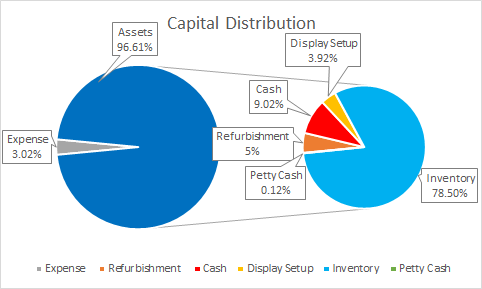 Capital Distribution
Assets
96.61%
Display Setup
3.92%
Cash
9.02%
Expense
3.02%
Refurbishment
5%
Petty Cash
0.12%
Inventory
78.50%
Expense Refurbishment Cash Display Setup Inventory Petty Cash